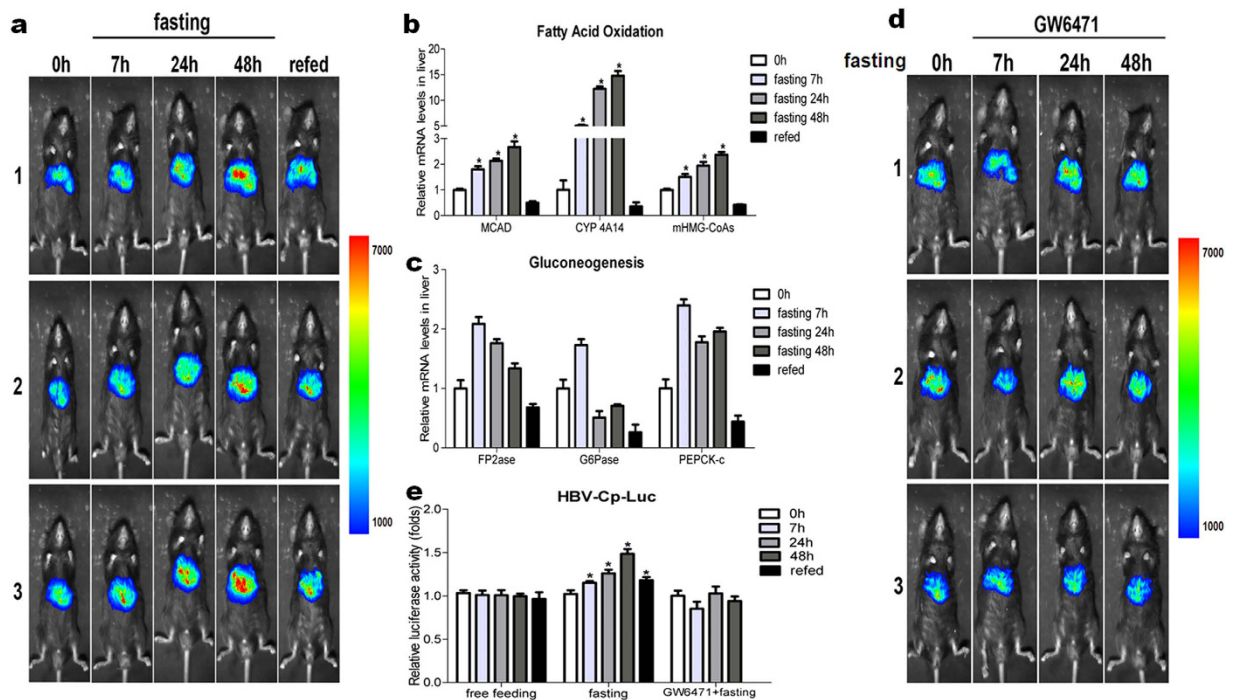 a
fasting
0h 7h 24h 48h refed
1
2
3
7000
1000
b
Fatty Acid Oxidation
Relative mRNA levels in liver
20
15
10
5
3
2
1
0
MCAD CYP 4A14 mHMG-CoAs
0h
fasting 7h
fasting 24h
fasting 48h
refed
* * * * * * * * *
c
Gluconeogenesis
Relative mRNA levels in liver
3
2
1
0
FP2ase G6Pase PEPCK-c
0h
fasting 7h
fasting 24h
fasting 48h
refed
e
HBV-Cp-Luc
Relative luciferase activity (folds)
2.0
1.5
1.0
0.5
0.0
free feeding fasting GW6471+fasting
0h
7h
24h
48h
refed
* * * *
d
GW6471
fasting 0h 7h 24h 48h
1
2
3
7000
1000